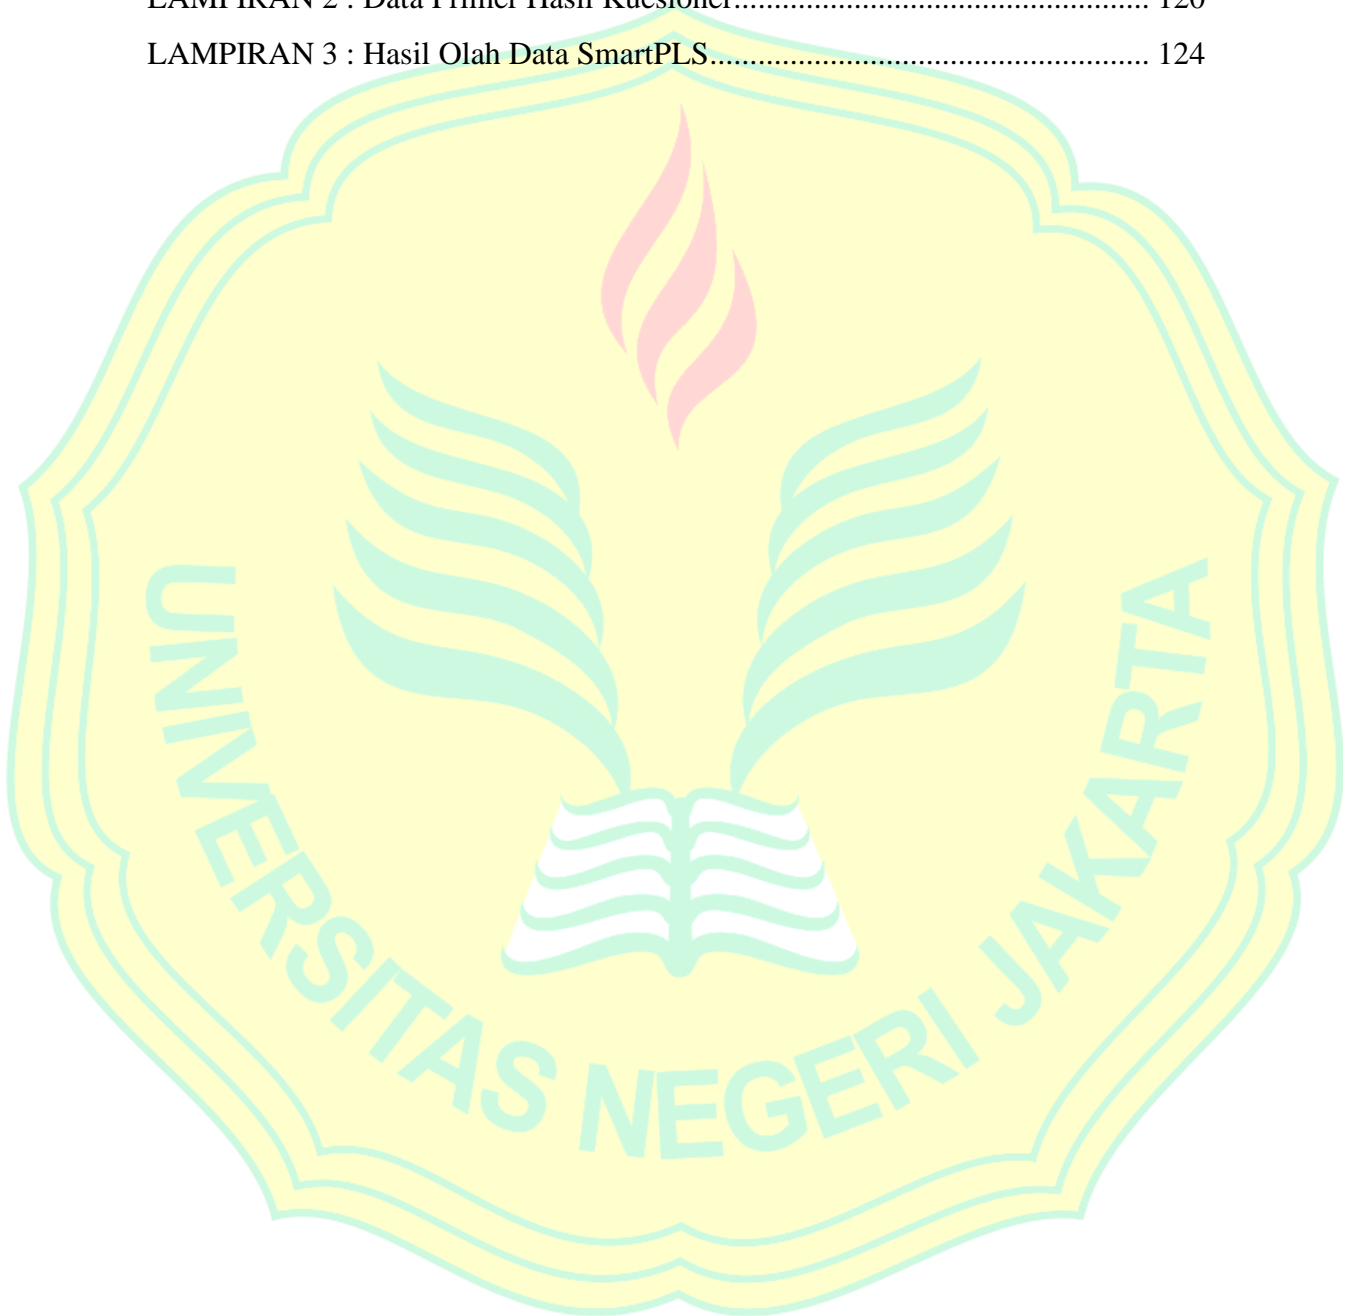 LAMPIRAN 2 : Data Primer Hasil Kuesioner.................................................... 120
LAMPIRAN 3 : Hasil Olah Data SmartPLS....................................................... 124
UNIVERSITAS NEGERI JAKARTA